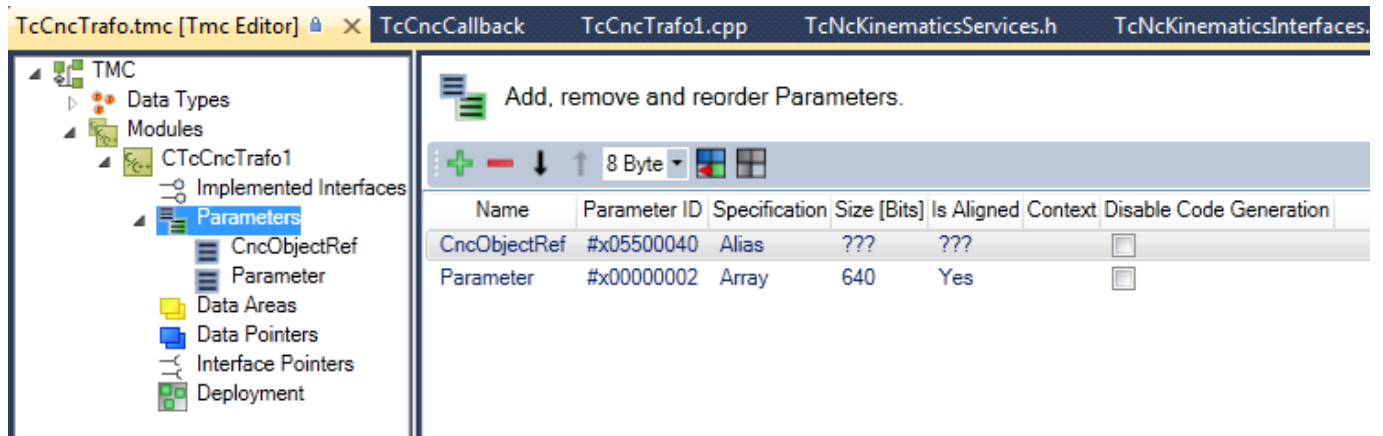 TcCncTrafo.tmc [Tmc Editor] TcCncCallback TcCncTrafo1.cpp TcNcKinematicsServices.h TcNcKinematicsInterfaces.
TMC
Data Types
Modules
CTcCncTrafo1
Implemented Interfaces
Parameters
CncObjectRef
Parameter
Data Areas
Data Pointers
Interface Pointers
Deployment
Add, remove and reorder Parameters.
8 Byte
Name Parameter ID Specification Size [Bits] Is Aligned Context Disable Code Generation
CncObjectRef #x05500040 Alias ??? ???
Parameter #x00000002 Array 640 Yes